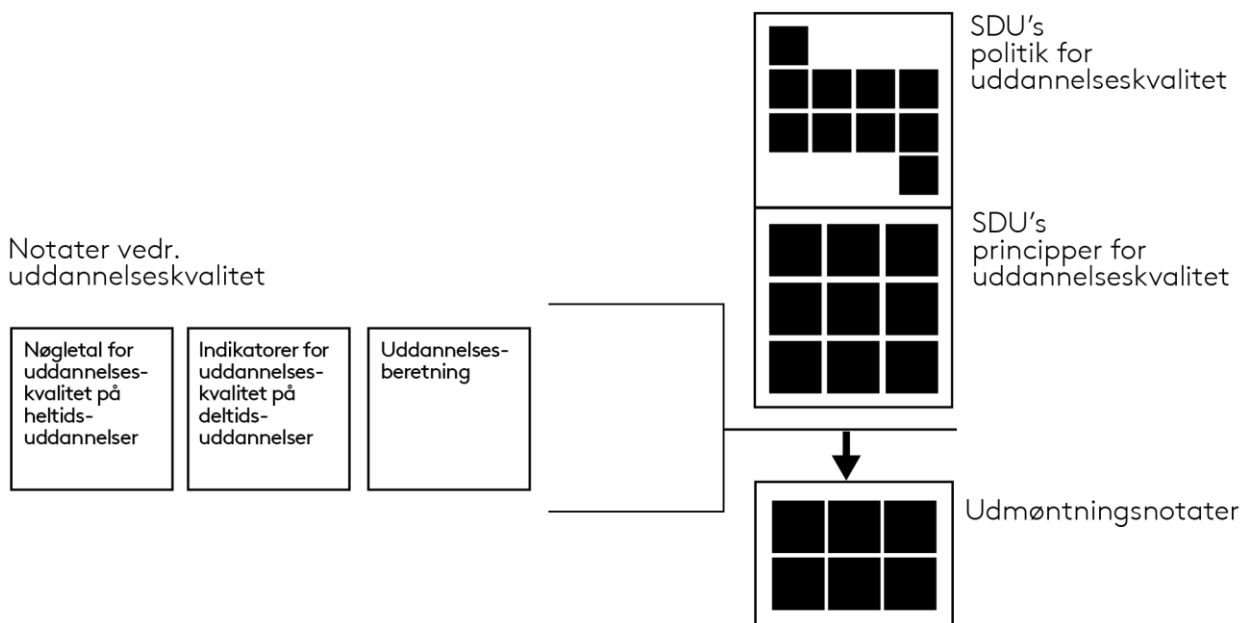 SDU's
politik for
uddannelseskvalitet
SDU's
principper for
uddannelseskvalitet
Notater vedr.
uddannelseskvalitet
Nøgletal for
uddannelses-
kvalitet på
heltids-
uddannelser
Indikatorer for
uddannelses-
kvalitet på
deltids-
uddannelser
Uddannelses-
beretning
Udmøntningsnotater